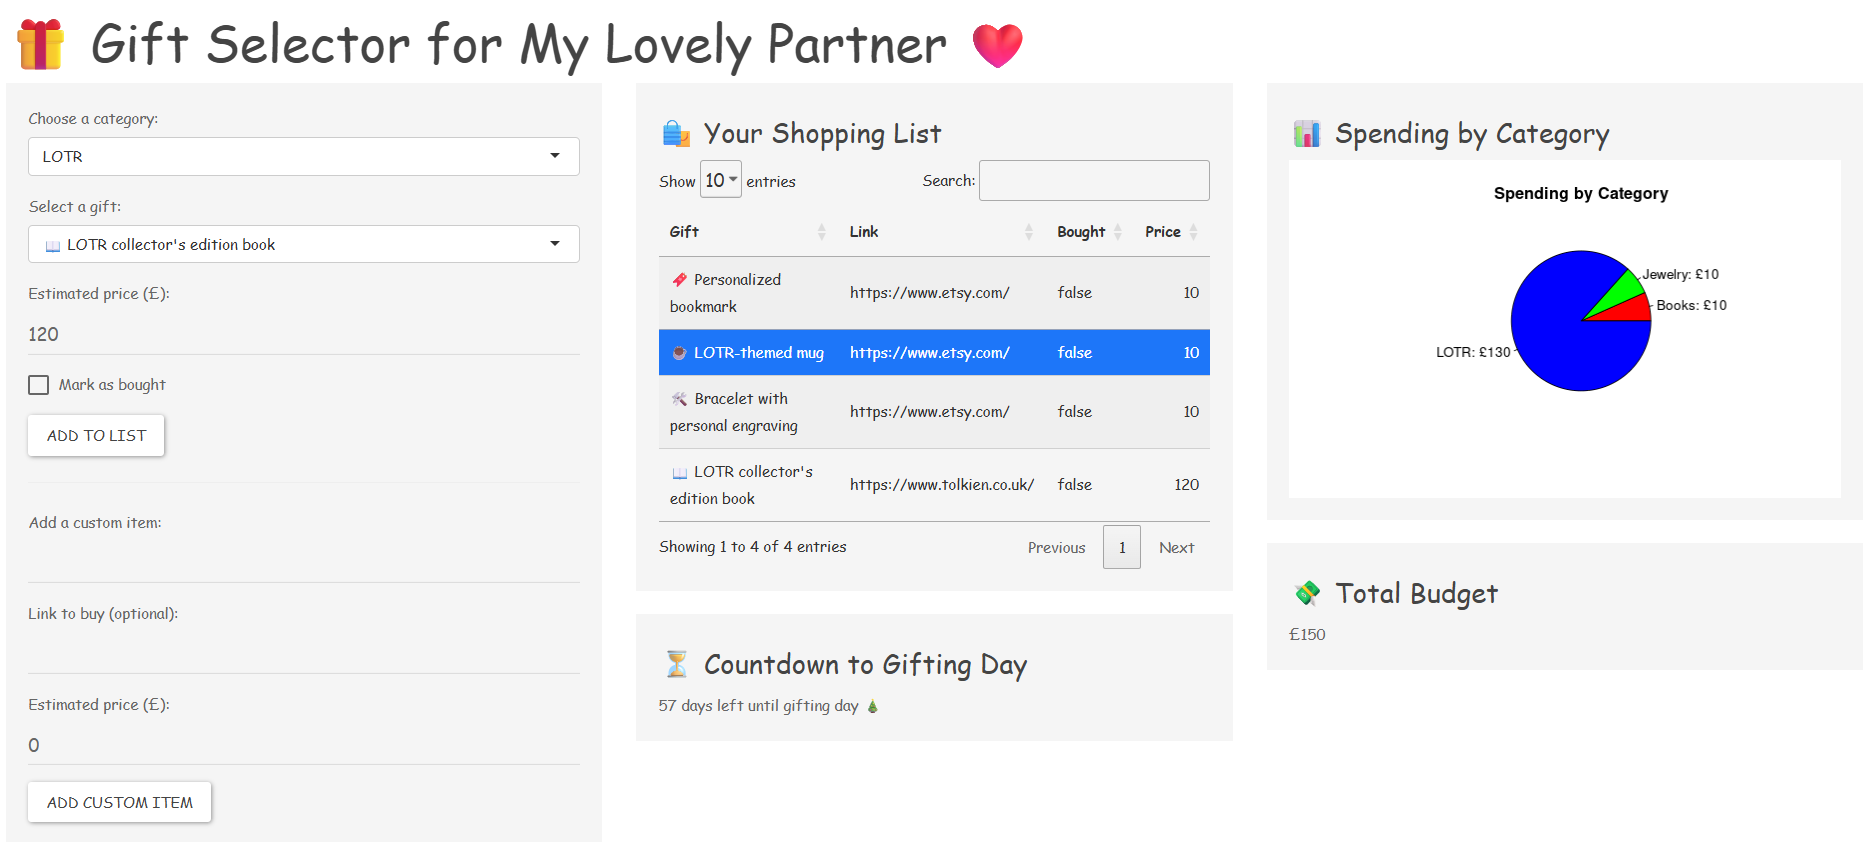 Gift Selector for My Lovely Partner
Choose a category:
LOTR
Select a gift:
LOTR collector's edition book
Estimated price (£):
120
Mark as bought
ADD TO LIST
Add a custom item:
Link to buy (optional):
Estimated price (£):
0
ADD CUSTOM ITEM
Your Shopping List
Show 10 entries Search:
Gift Link Bought Price
Personalized
bookmark https://www.etsy.com/ false 10
LOTR-themed mug https://www.etsy.com/ false 10
Bracelet with
personal engraving https://www.etsy.com/ false 10
LOTR collector's
edition book https://www.tolkien.co.uk/ false 120
Showing 1 to 4 of 4 entries Previous 1 Next
Countdown to Gifting Day
57 days left until gifting day
Spending by Category
Spending by Category
Jewelry: £10
Books: £10
LOTR: £130
Total Budget
£150